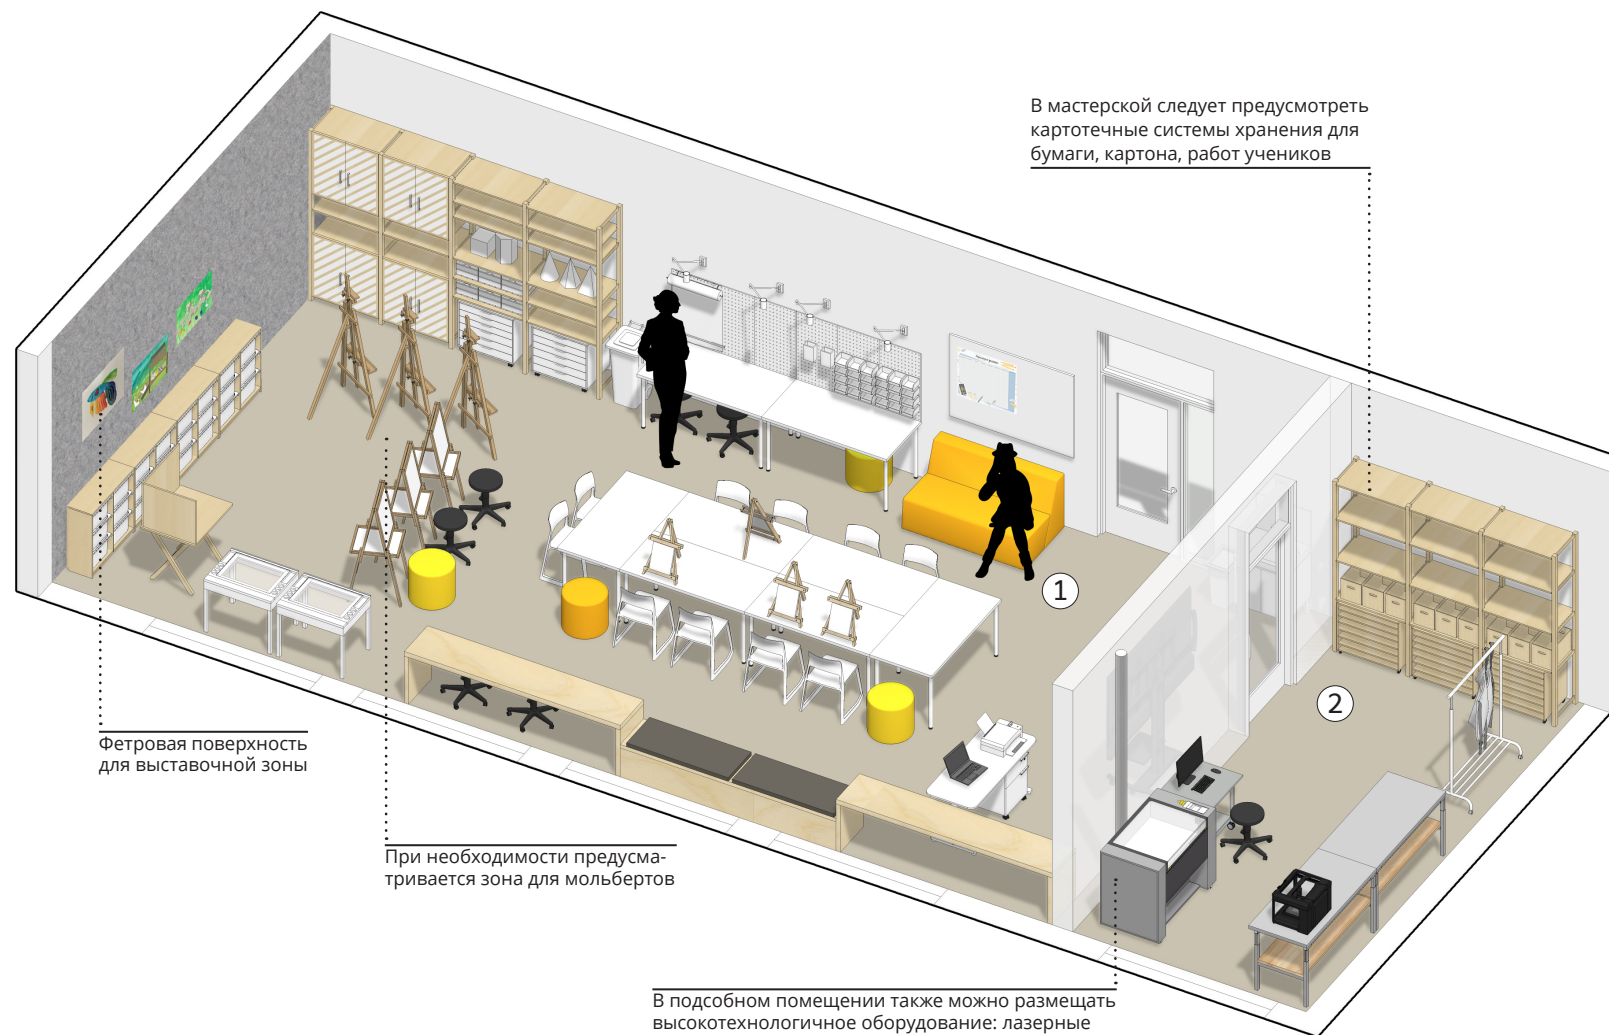 В мастерской следует предусмотреть
картотечные системы хранения для
бумаги, картона, работ учеников
1
2
Фетровая поверхность
для выставочной зоны
При необходимости предусма-
тривается зона для мольбертов
В подсобном помещении также можно размещать
высокотехнологичное оборудование: лазерные